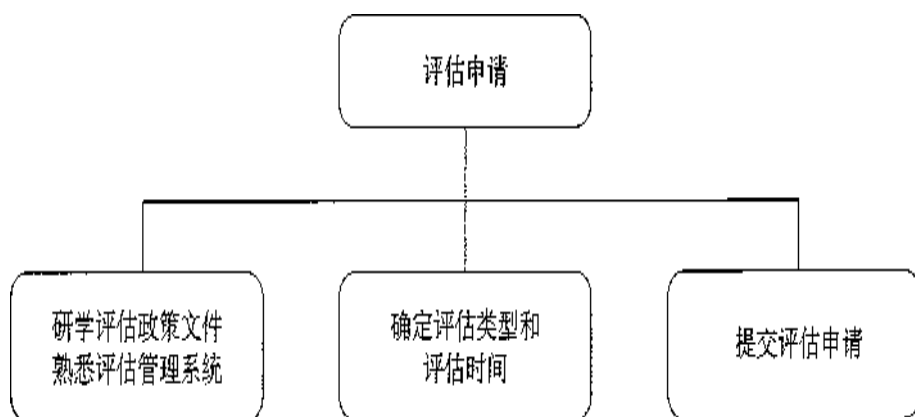 评估申请
研学评估政策文件
熟悉评估管理系统
确定评估类型和
评估时间
提交评估申请